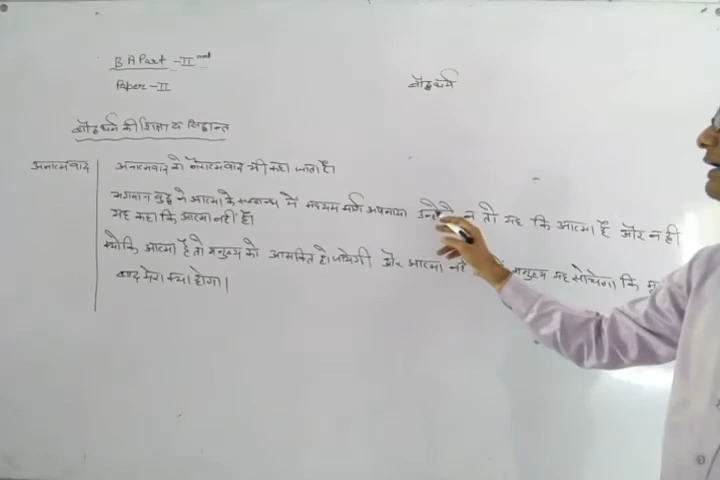 B A Part - II nd
Paper - II
बौद्धधर्म
बौद्धधर्म की शिक्षा व सिद्धान्त
अनात्मवाद
अनात्मवाद को नैरात्मवाद भी कहा जाता है।
भगवान बुद्ध ने आत्मा के सम्बन्ध में मध्यम मार्ग अपनाया उन्होंने न तो यह कि आत्मा है और न ही
यह कहा कि आत्मा नहीं है।
क्योंकि आत्मा है तो मनुष्य को आसक्ति हो जायेगी और आत्मा मनुष्य यह सोचेगा कि
बाद मेरा क्या होगा।